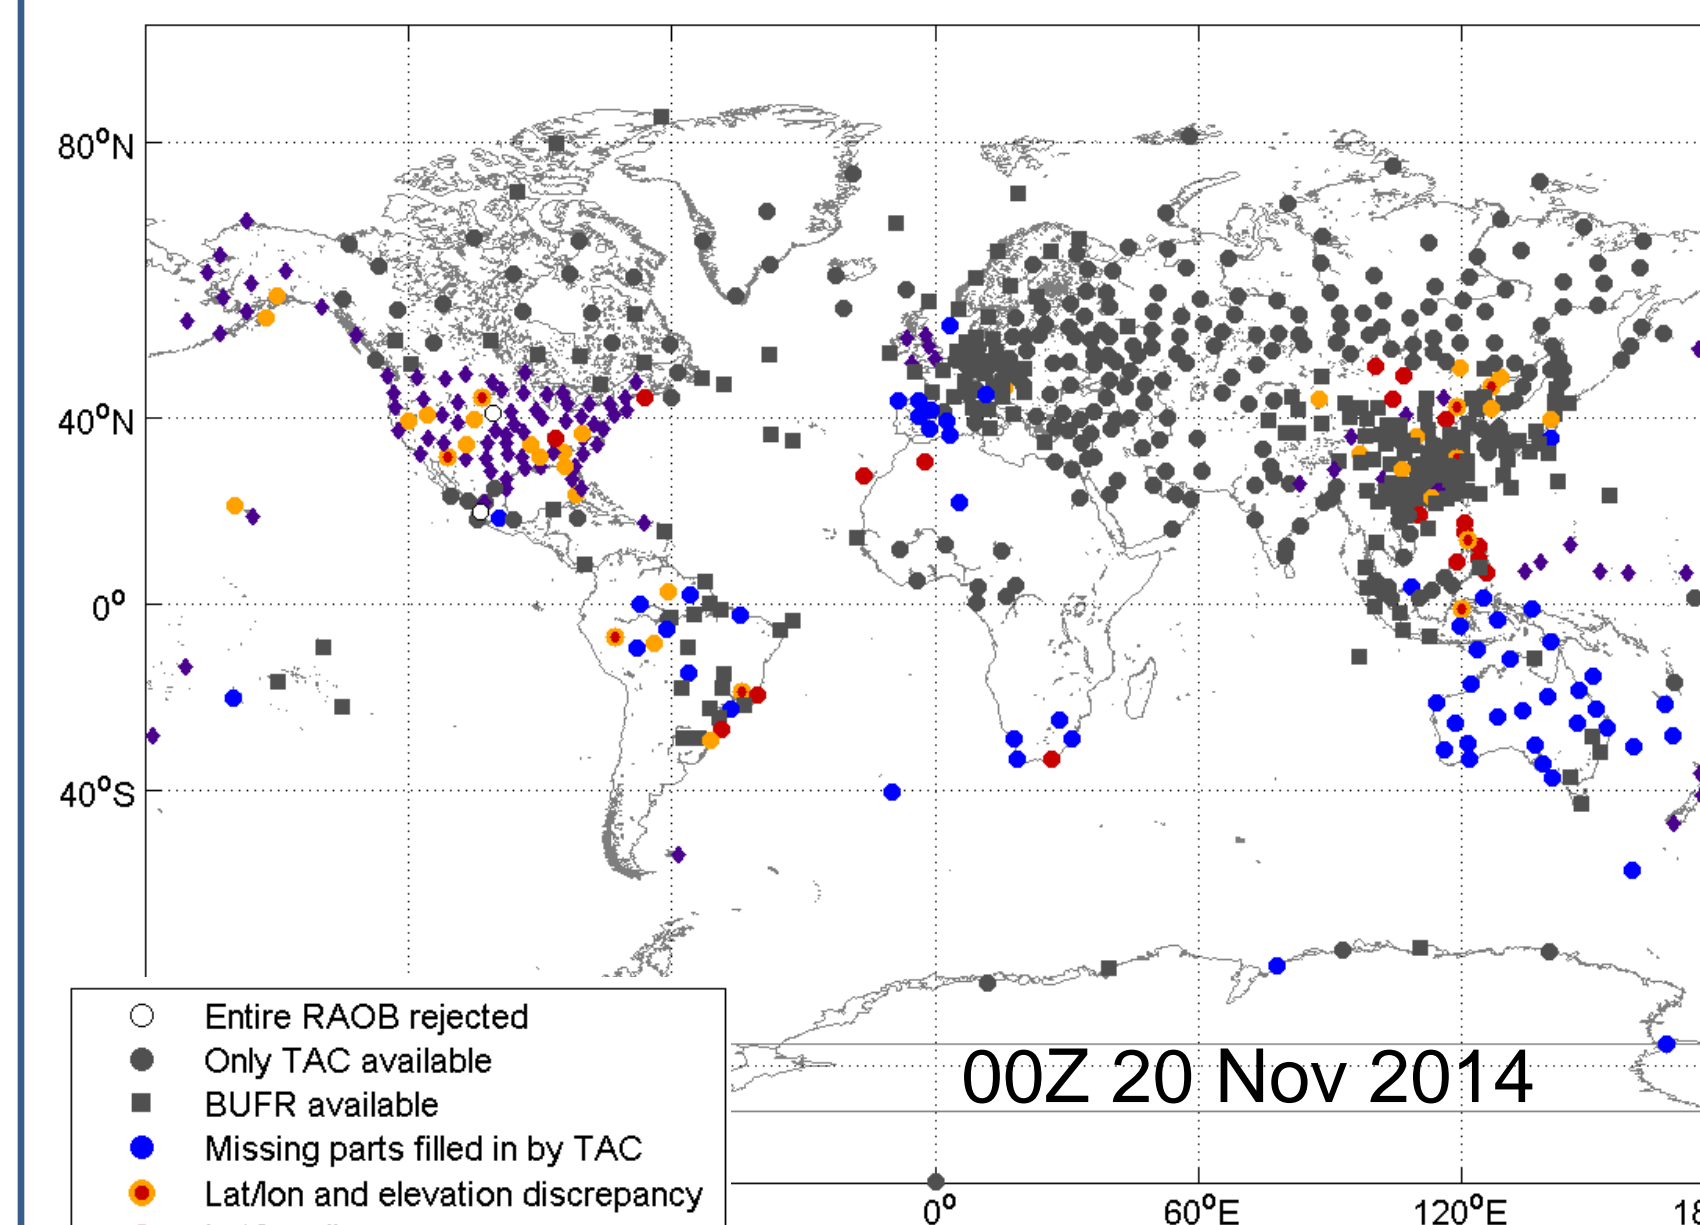 80°N
40°N
0°
40°S
Entire RAOB rejected
Only TAC available
BUFR available
Missing parts filled in by TAC
Lat/lon and elevation discrepancy
00Z 20 Nov 2014
0° 60°E 120°E